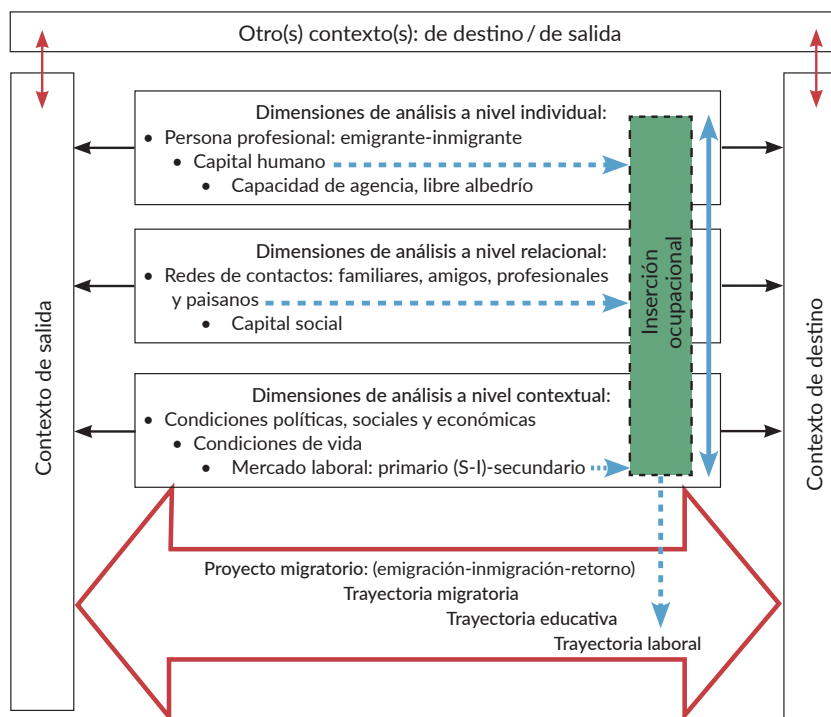 Otro(s) contexto(s): de destino / de salida
Contexto de salida
Dimensiones de análisis a nivel individual:
• Persona profesional: emigrante-inmigrante
• Capital humano
• Capacidad de agencia, libre albedrío
Dimensiones de análisis a nivel relacional:
• Redes de contactos: familiares, amigos, profesionales
y paisanos
• Capital social
Dimensiones de análisis a nivel contextual:
• Condiciones políticas, sociales y económicas
• Condiciones de vida
• Mercado laboral: primario (S-I)-secundario
Inserción
ocupacional
Contexto de destino
Proyecto migratorio: (emigración-inmigración-retorno)
Trayectoria migratoria
Trayectoria educativa
Trayectoria laboral